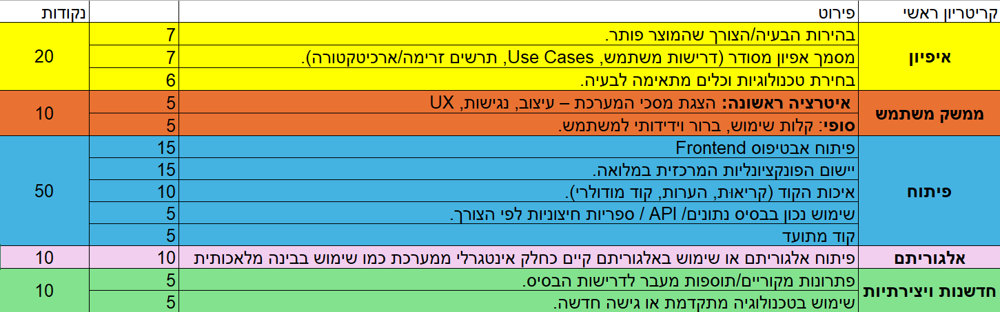 קריטריון ראשי פירוט נקודות
איפיון בהירות הבעיה/הצורך שהמוצר פותר. 7 20
מסמך אפיון מסודר (דרישות משתמש, Use Cases, תרשים זרימה/ארכיטקטורה). 7
בחירת טכנולוגיות וכלים מתאימה לבעיה. 6
ממשק משתמש איטרציה ראשונה: הצגת מסכי המערכת – עיצוב, נגישות, UX 5 10
סופי: קלות שימוש, ברור וידידותי למשתמש. 5
פיתוח פיתוח אבטיפוס Frontend 15 50
יישום הפונקציונליות המרכזית במלואה. 15
איכות הקוד (קריאוּת, הערות, קוד מודולרי). 10
שימוש נכון בבסיס נתונים/ API / ספריות חיצוניות לפי הצורך. 5
קוד מתועד 5
אלגוריתם פיתוח אלגוריתם או שימוש באלגוריתם קיים כחלק אינטגרלי ממערכת כמו שימוש בבינה מלאכותית 10 10
חדשנות ויצירתיות פתרונות מקוריים/תוספות מעבר לדרישות הבסיס. 5 10
שימוש בטכנולוגיה מתקדמת או גישה חדשה. 5